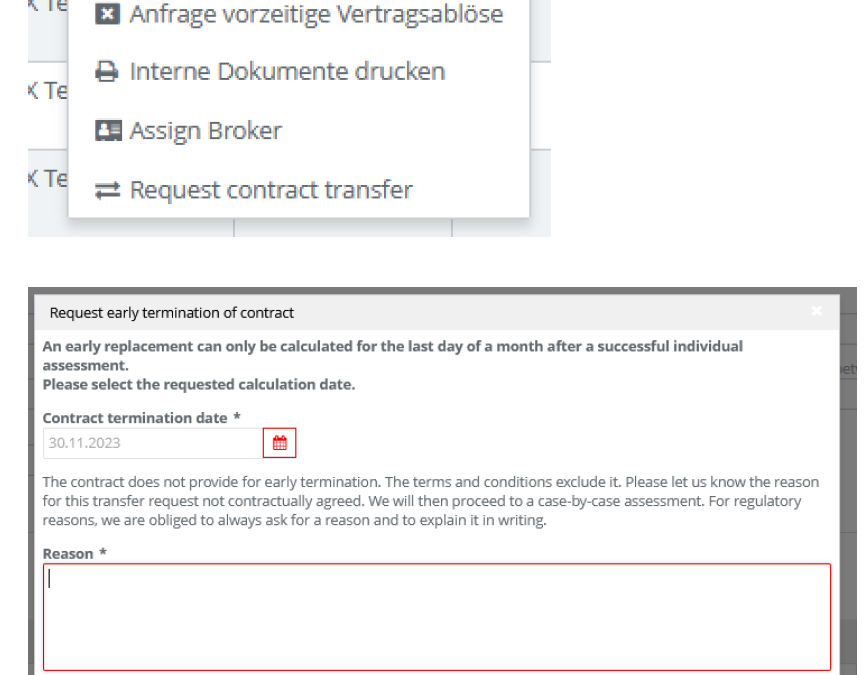 Anfrage vorzeitige Vertragsablöse
Interne Dokumente drucken
X Te
Assign Broker
X Te
Request contract transfer
Request early termination of contract
An early replacement can only be calculated for the last day of a month after a successful individual
assessment.
Please select the requested calculation date.
Contract termination date *
30.11.2023
The contract does not provide for early termination. The terms and conditions exclude it. Please let us know the reason
for this transfer request not contractually agreed. We will then proceed to a case-by-case assessment. For regulatory
reasons, we are obliged to always ask for a reason and to explain it in writing.
Reason *